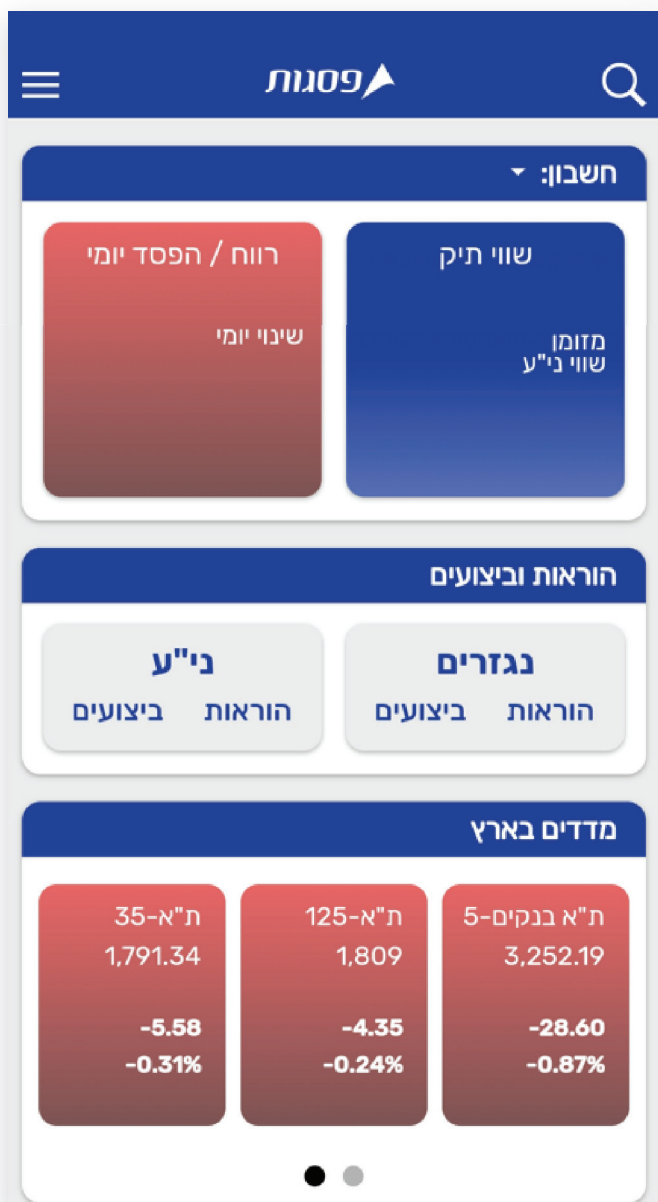 פסגות
חשבון:
שווי תיק
מזומן
שווי ני"ע
רווח / הפסד יומי
שינוי יומי
הוראות וביצועים
נגזרים
הוראות ביצועים
ני"ע
הוראות ביצועים
מדדים בארץ
ת"א בנקים-5
3,252.19
-28.60
-0.87%
ת"א-125
1,809
-4.35
-0.24%
ת"א-35
1,791.34
-5.58
-0.31%